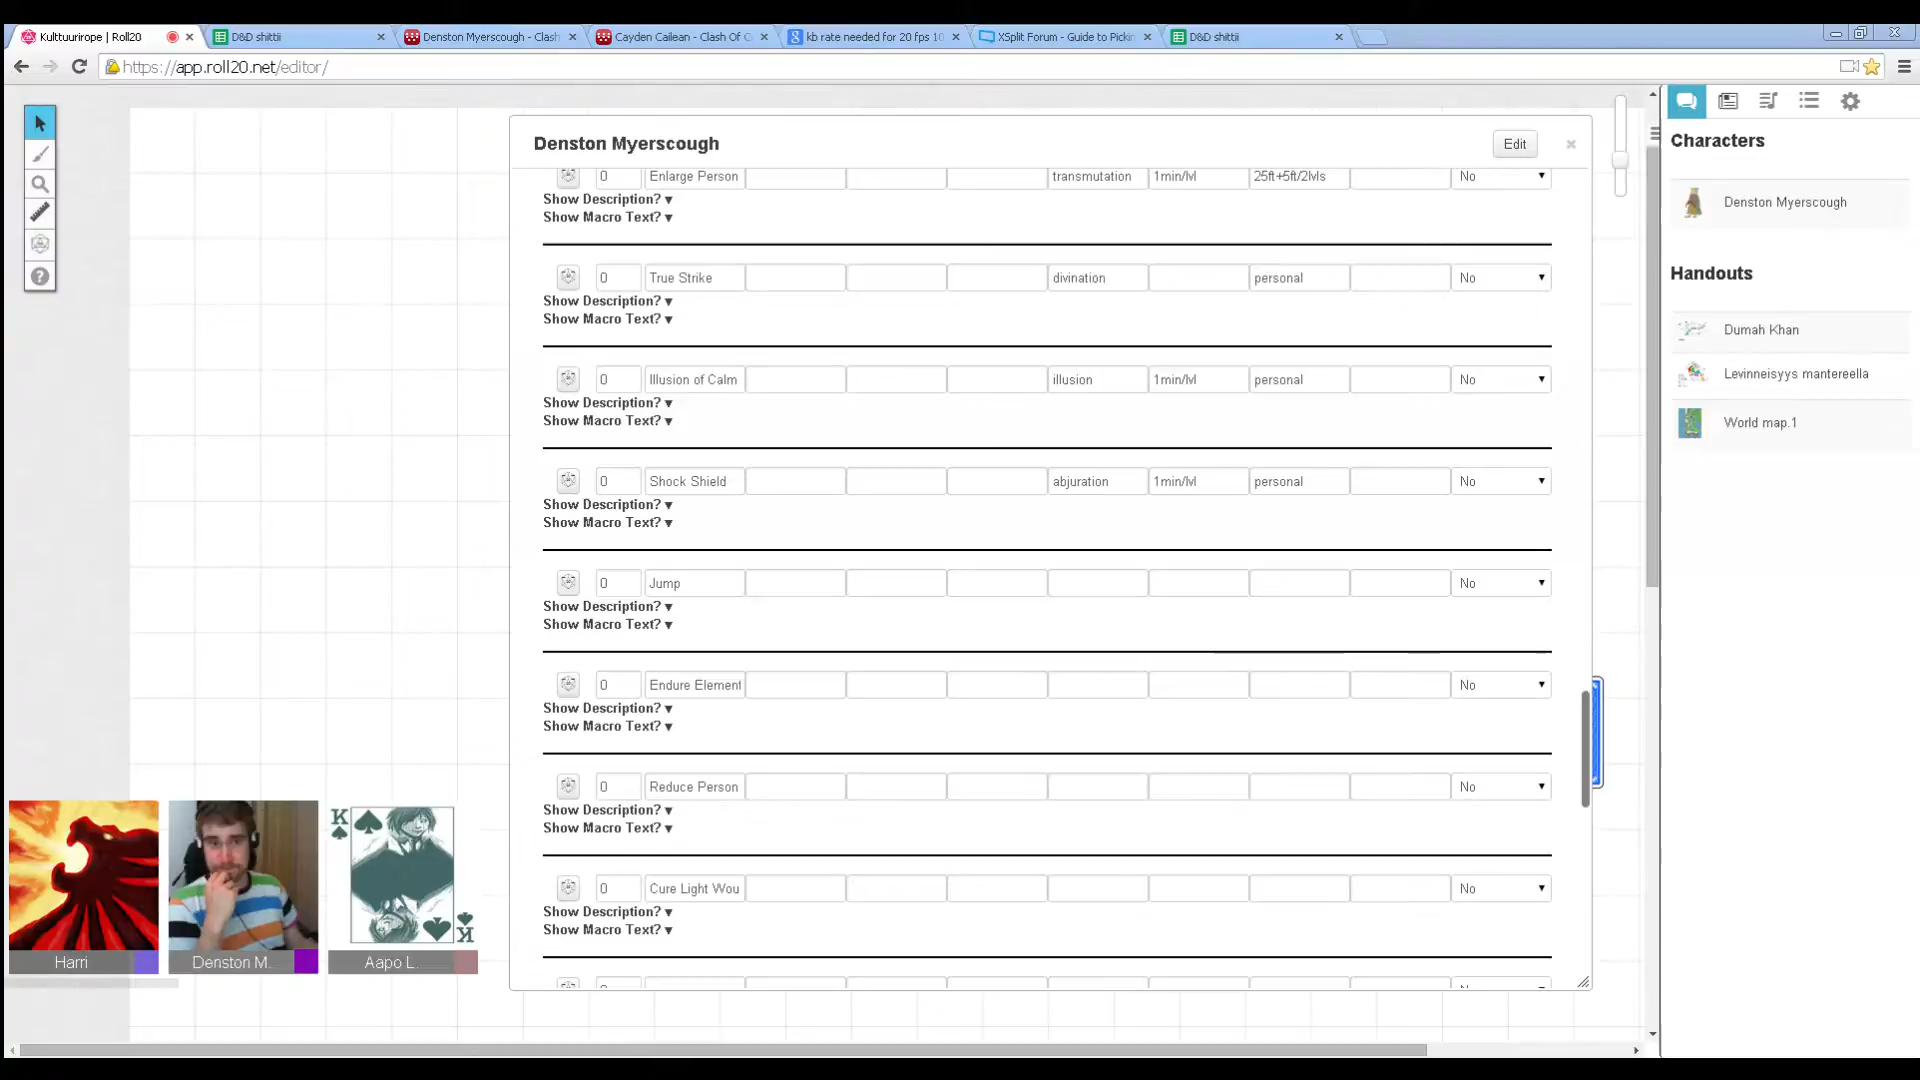 Kulttuurirope | Roll20
D&D shittii
Denston Myerscough - Clash
Cayden Cailean - Clash Of C
kb rate needed for 20 fps 10
XSplit Forum - Guide to Pickin
D&D shittii
https://app.roll20.net/editor/
Denston Myerscough
Edit
0 Enlarge Person transmutation 1min/lvl 25ft+5ft/2lvls No
Show Description?
Show Macro Text?
0 True Strike divination personal No
Show Description?
Show Macro Text?
0 Illusion of Calm illusion 1min/lvl personal No
Show Description?
Show Macro Text?
0 Shock Shield abjuration 1min/lvl personal No
Show Description?
Show Macro Text?
0 Jump No
Show Description?
Show Macro Text?
0 Endure Element No
Show Description?
Show Macro Text?
0 Reduce Person No
Show Description?
Show Macro Text?
0 Cure Light Wou No
Show Description?
Show Macro Text?
Characters
Denston Myerscough
Handouts
Dumah Khan
Levinneisyys mantereella
World map.1
K
K
Harri
Denston M.
Aapo L.